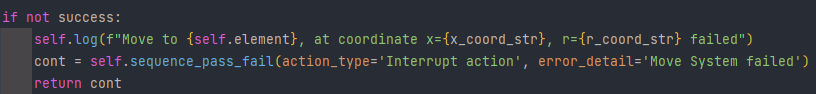 if not success:
    self.log(f"Move to {self.element}, at coordinate x={x_coord_str}, r={r_coord_str} failed")
    cont = self.sequence_pass_fail(action_type='Interrupt action', error_detail='Move System failed')
    return cont